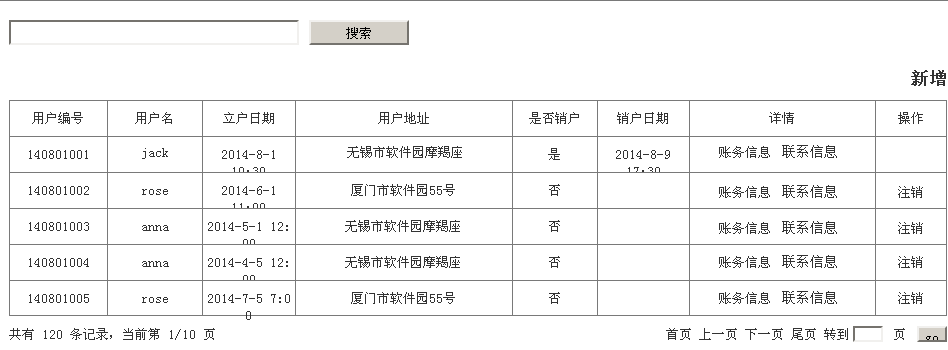 搜索
新增
用户编号 用户名 立户日期 用户地址 是否销户 销户日期 详情 操作
140801001 jack 2014-8-1 10:30 无锡市软件园摩羯座 是 2014-8-9 17:30 账务信息 联系信息
140801002 rose 2014-6-1 11:00 厦门市软件园55号 否 账务信息 联系信息 注销
140801003 anna 2014-5-1 12:00 无锡市软件园摩羯座 否 账务信息 联系信息 注销
140801004 anna 2014-4-5 12:00 无锡市软件园摩羯座 否 账务信息 联系信息 注销
140801005 rose 2014-7-5 7:00 厦门市软件园55号 否 账务信息 联系信息 注销
共有 120 条记录，当前第 1/10 页 首页 上一页 下一页 尾页 转到 页 go